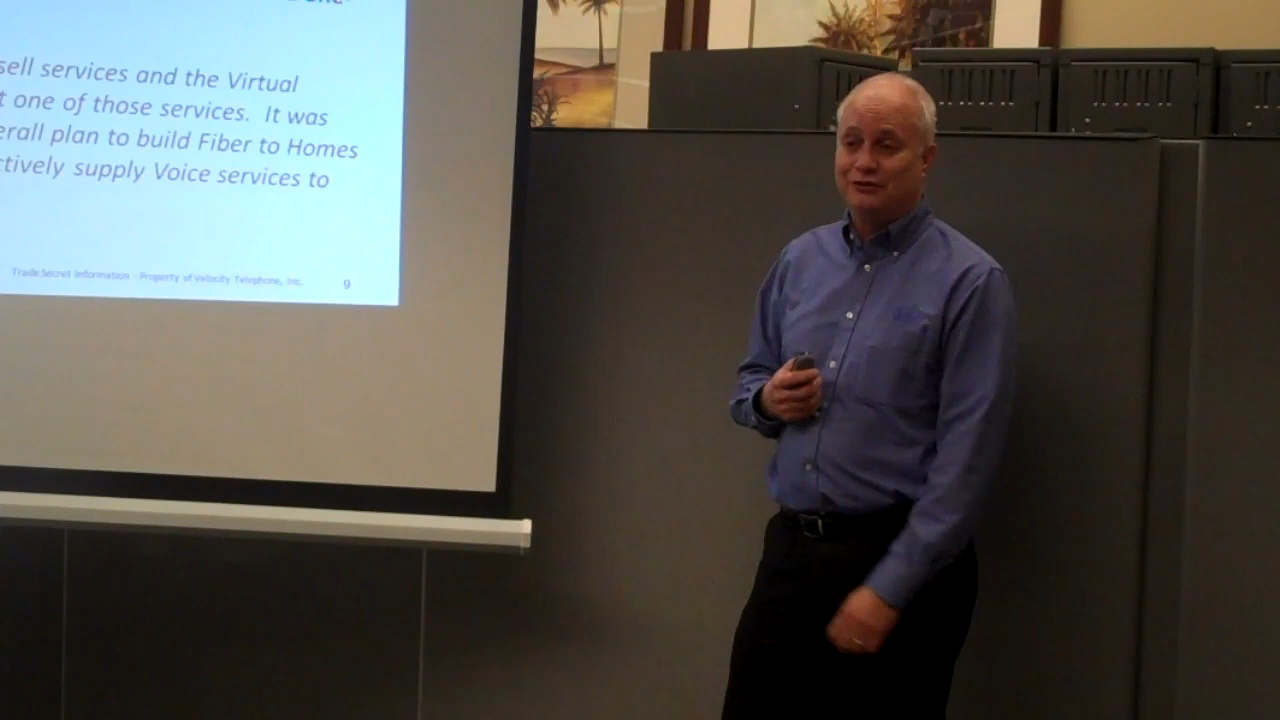 sell services and the Virtual
t one of those services. It was
erall plan to build Fiber to Homes
ctively supply Voice services to
Trade Secret Information - Property of Velocity Telephone, Inc. 9